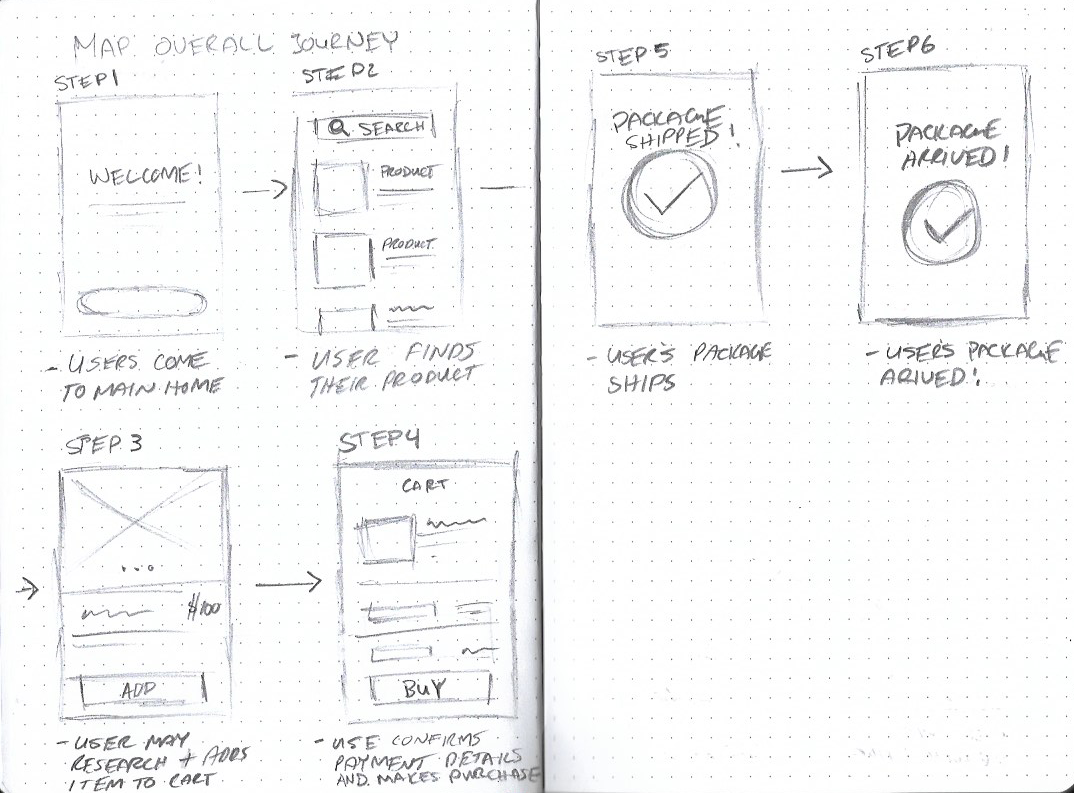 MAP OVERALL JOURNEY
STEP 1
WELCOME!
- USERS COME
TO MAIN HOME
STEP 2
SEARCH
PRODUCT
PRODUCT
- USER FINDS
THEIR PRODUCT
STEP 3
$100
ADD
- USER MAY
RESEARCH + ADDS
ITEM TO CART
STEP 4
CART
BUY
- USE CONFIRMS
PAYMENT DETAILS
AND MAKES PURCHASE
STEP 5
PACKAGE
SHIPPED!
- USER'S PACKAGE
SHIPS
STEP 6
PACKAGE
ARRIVED!
- USERS PACKAGE
ARIVED!